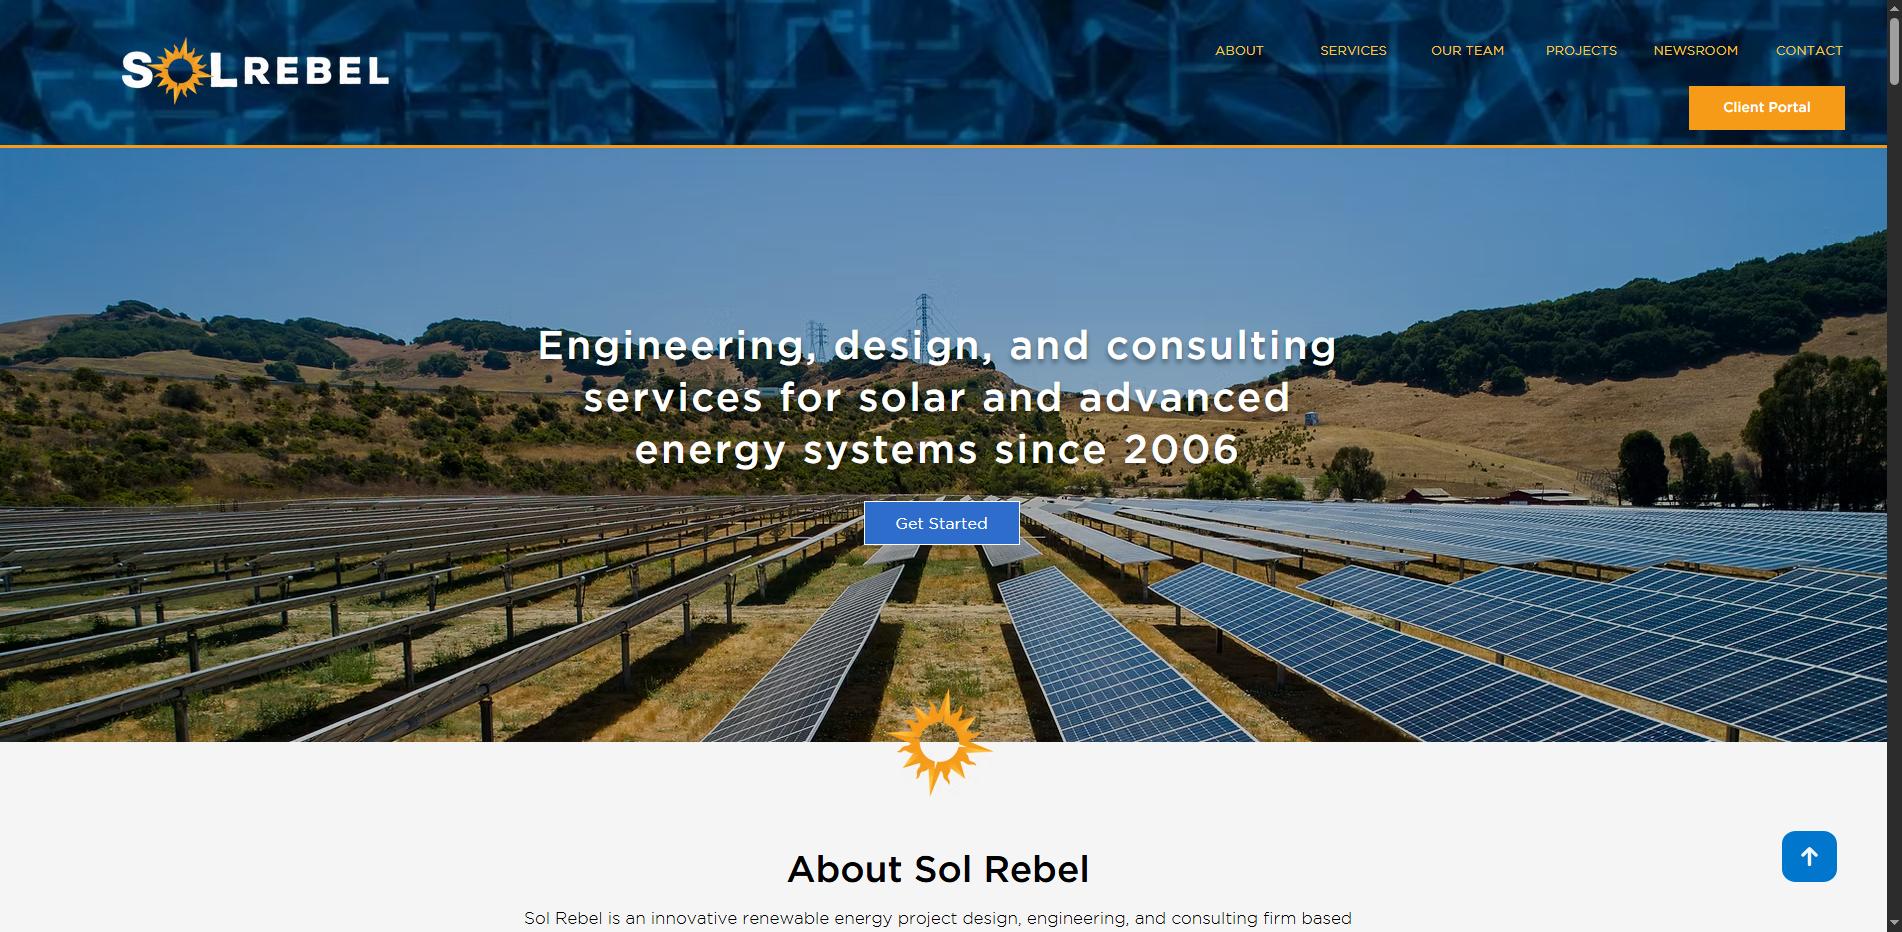 SOLREBEL
ABOUT
SERVICES
OUR TEAM
PROJECTS
NEWSROOM
CONTACT
Client Portal
Engineering, design, and consulting
services for solar and advanced
energy systems since 2006
Get Started
About Sol Rebel
Sol Rebel is an innovative renewable energy project design, engineering, and consulting firm based